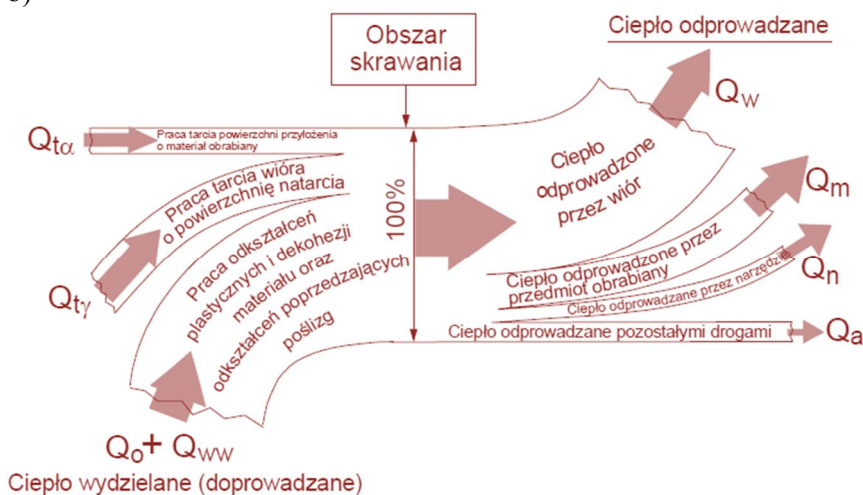 Obszar
skrawania
Ciepło odprowadzane
Qw
Qtα
Praca tarcia powierzchni przyłożenia
o materiał obrabiany
Praca tarcia wióra
o powierzchnię natarcia
Qtγ
Praca odkształceń
plastycznych i dekohezji
materiału oraz
odkształceń poprzedzających
poślizg
Qo+ Qww
Ciepło wydzielane (doprowadzane)
100%
Ciepło
odprowadzone
przez wiór
Qm
Ciepło odprowadzone przez
przedmiot obrabiany
Ciepło odprowadzane przez narzędzie
Qn
Ciepło odprowadzane pozostałymi drogami
Qa